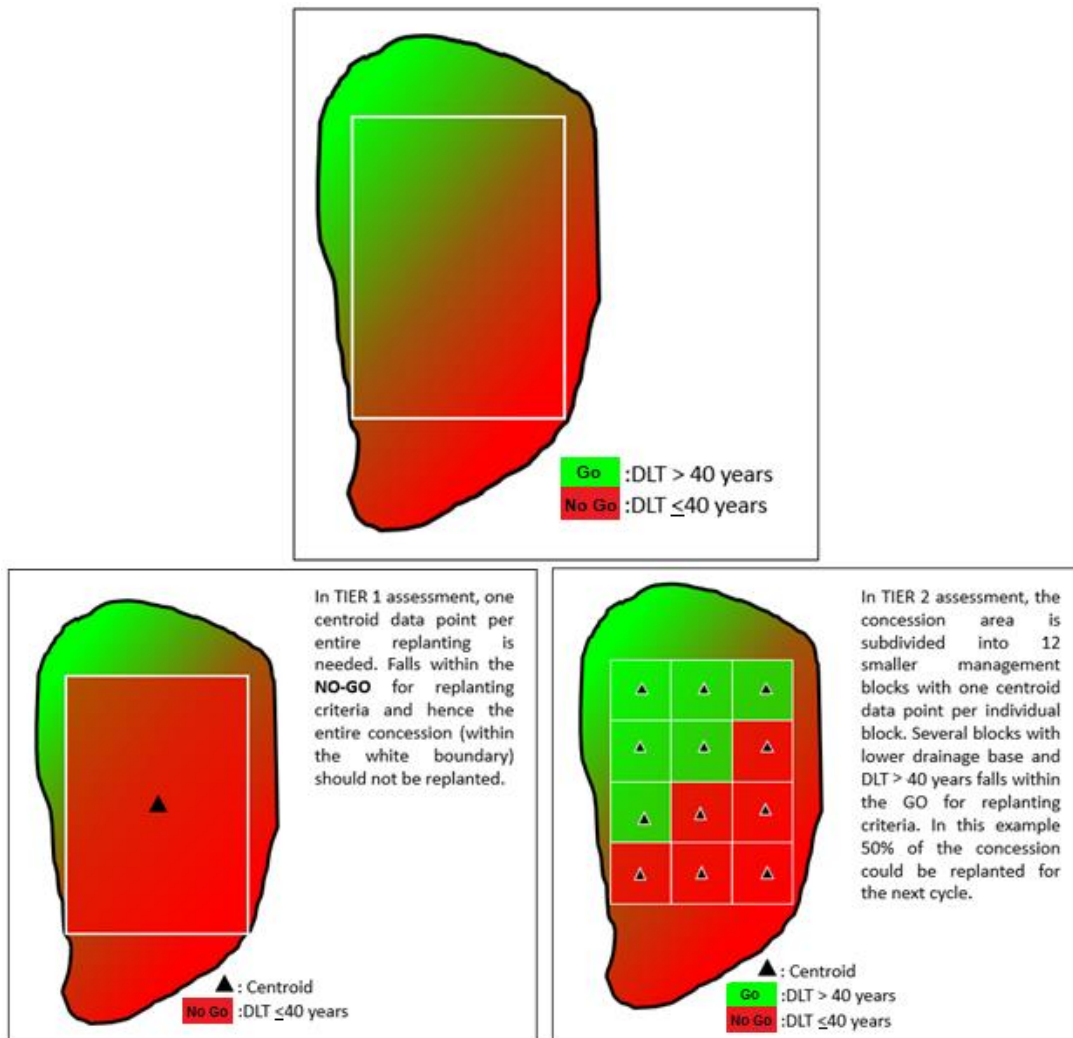 Go :DLT > 40 years
No Go :DLT ≤40 years
In TIER 1 assessment, one
centroid data point per
entire replanting is
needed. Falls within the
NO-GO for replanting
criteria and hence the
entire concession (within
the white boundary)
should not be replanted.
▲: Centroid
No Go :DLT ≤40 years
In TIER 2 assessment, the
concession area is
subdivided into 12
smaller management
blocks with one centroid
data point per individual
block. Several blocks with
lower drainage base and
DLT > 40 years falls within
the GO for replanting
criteria. In this example
50% of the concession
could be replanted for
the next cycle.
▲: Centroid
Go :DLT > 40 years
No Go :DLT ≤40 years